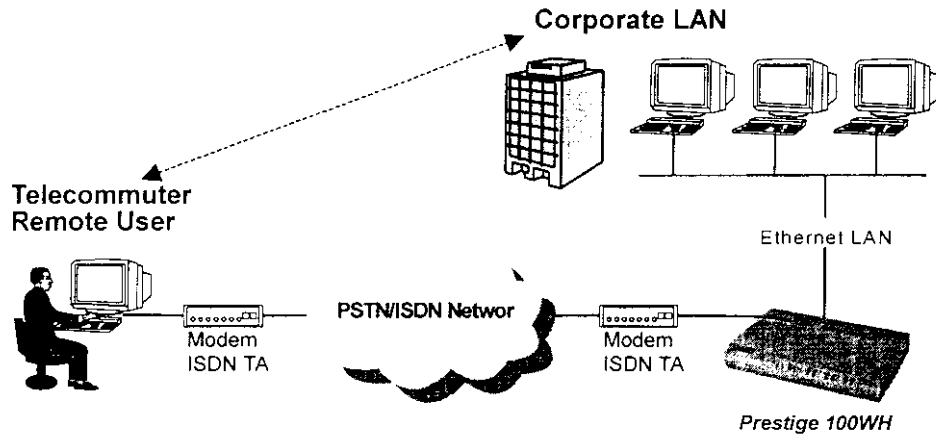 Corporate LAN
Telecommuter
Remote User
Ethernet LAN
PSTN/ISDN Networ
Modem
ISDN TA
Modem
ISDN TA
Prestige 100WH